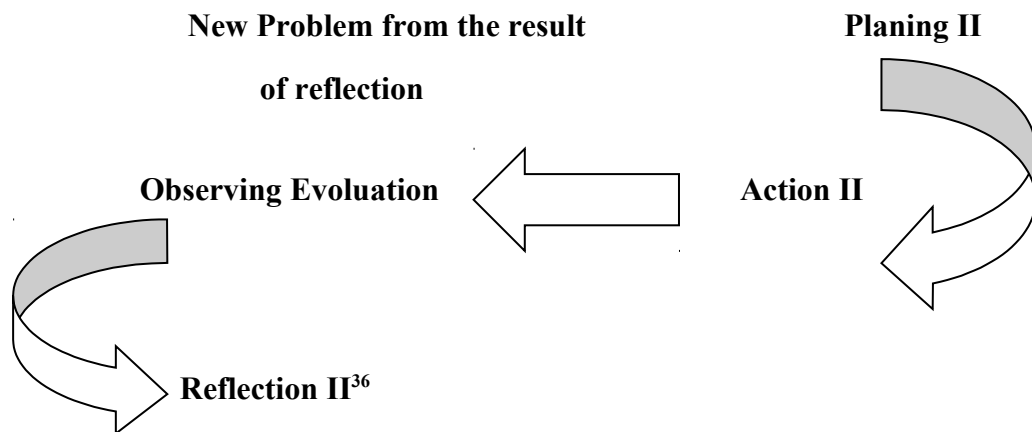 New Problem from the result
of reflection
Planing II
Observing Evoluation
Action II
Reflection II³⁶